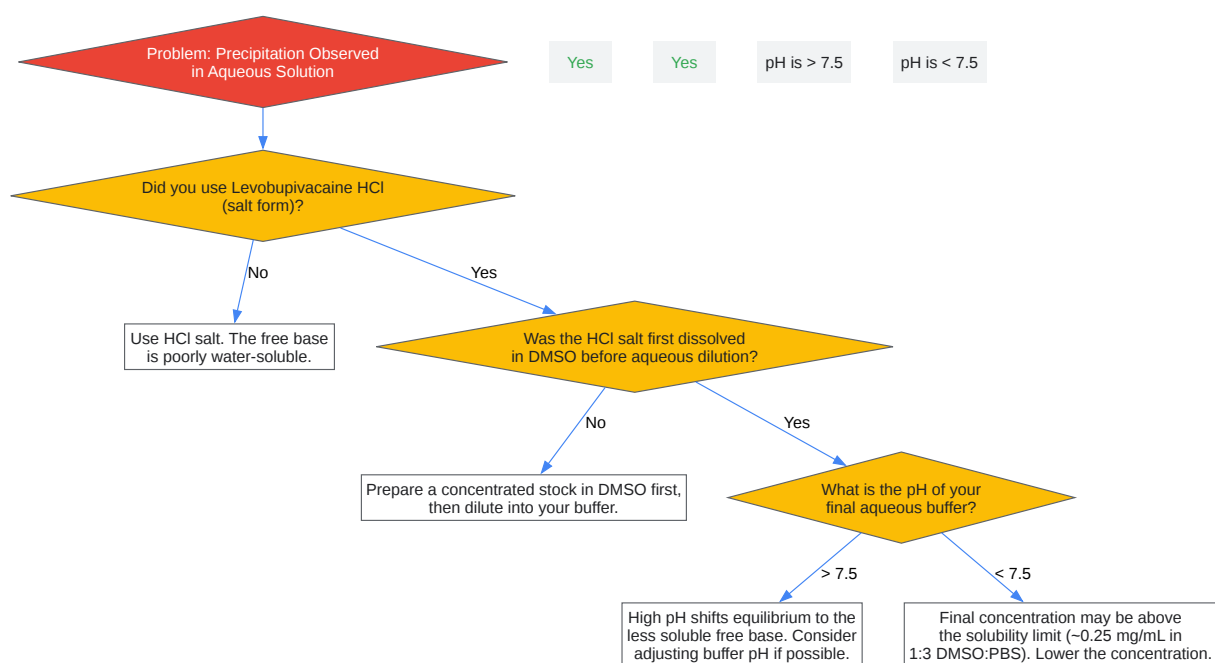 Problem: Precipitation Observed
in Aqueous Solution
Yes
Yes
pH is > 7.5
pH is < 7.5
Did you use Levobupivacaine HCl
(salt form)?
No
Yes
Use HCl salt. The free base
is poorly water-soluble.
Was the HCl salt first dissolved
in DMSO before aqueous dilution?
No
Yes
Prepare a concentrated stock in DMSO first,
then dilute into your buffer.
What is the pH of your
final aqueous buffer?
> 7.5
< 7.5
High pH shifts equilibrium to the
less soluble free base. Consider
adjusting buffer pH if possible.
Final concentration may be above
the solubility limit (~0.25 mg/mL in
1:3 DMSO:PBS). Lower the concentration.